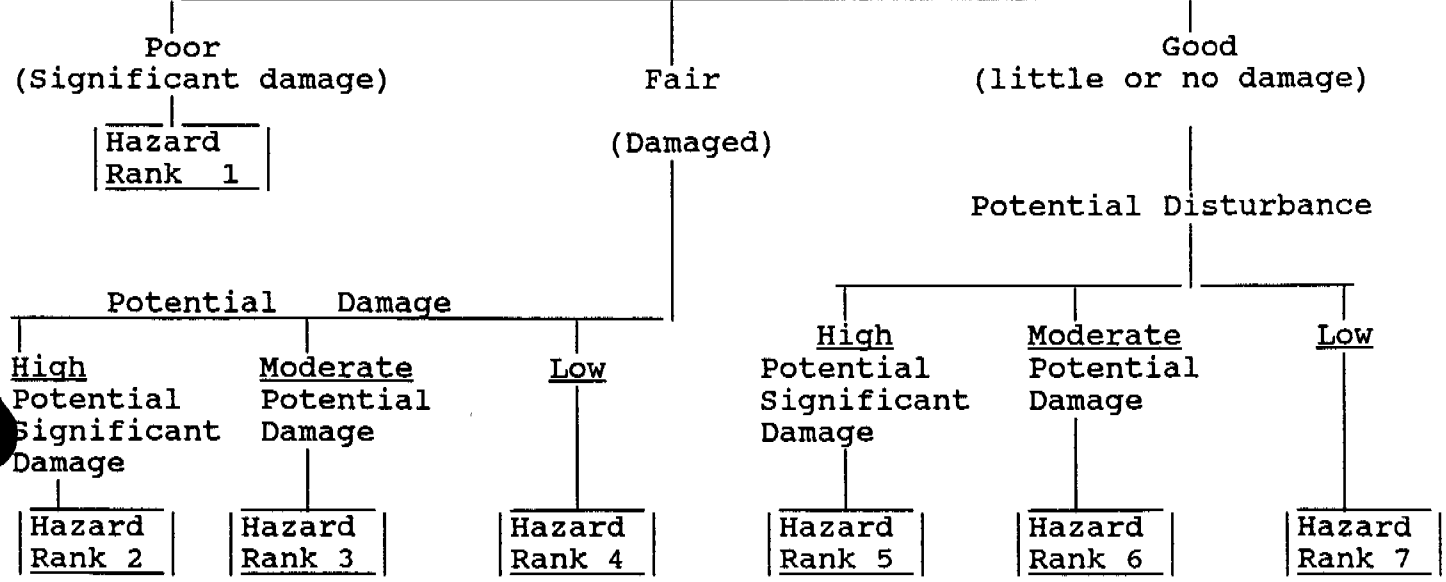 Poor
(Significant damage)
Hazard
Rank 1
Fair
(Damaged)
Good
(little or no damage)
Potential Disturbance
Potential Damage
High
Potential
Significant
Damage
Hazard
Rank 2
Moderate
Potential
Damage
Hazard
Rank 3
Low
Hazard
Rank 4
High
Potential
Significant
Damage
Hazard
Rank 5
Moderate
Potential
Damage
Hazard
Rank 6
Low
Hazard
Rank 7